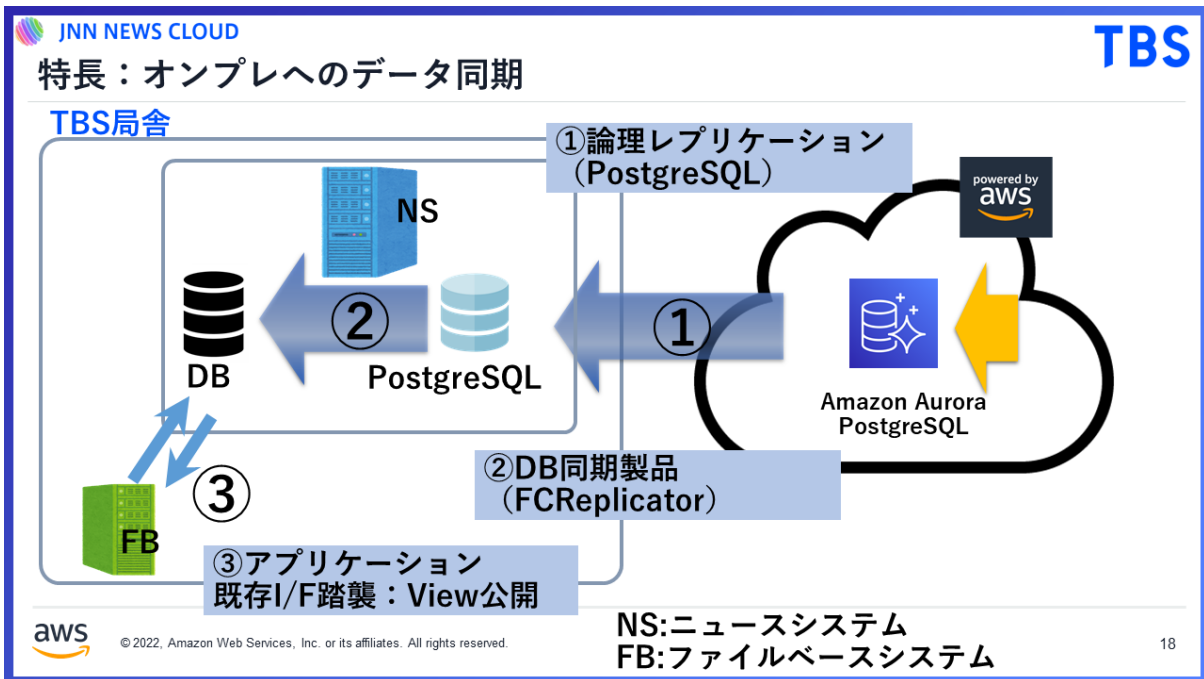 JNN NEWS CLOUD
TBS
特長：オンプレへのデータ同期
TBS局舎
①論理レプリケーション
（PostgreSQL）
powered by
aws
NS
②
①
DB
PostgreSQL
Amazon Aurora
PostgreSQL
③
②DB同期製品
（FCReplicator）
FB
③アプリケーション
既存I/F踏襲：View公開
aws
© 2022, Amazon Web Services, Inc. or its affiliates. All rights reserved.
NS:ニュースシステム
FB:ファイルベースシステム
18